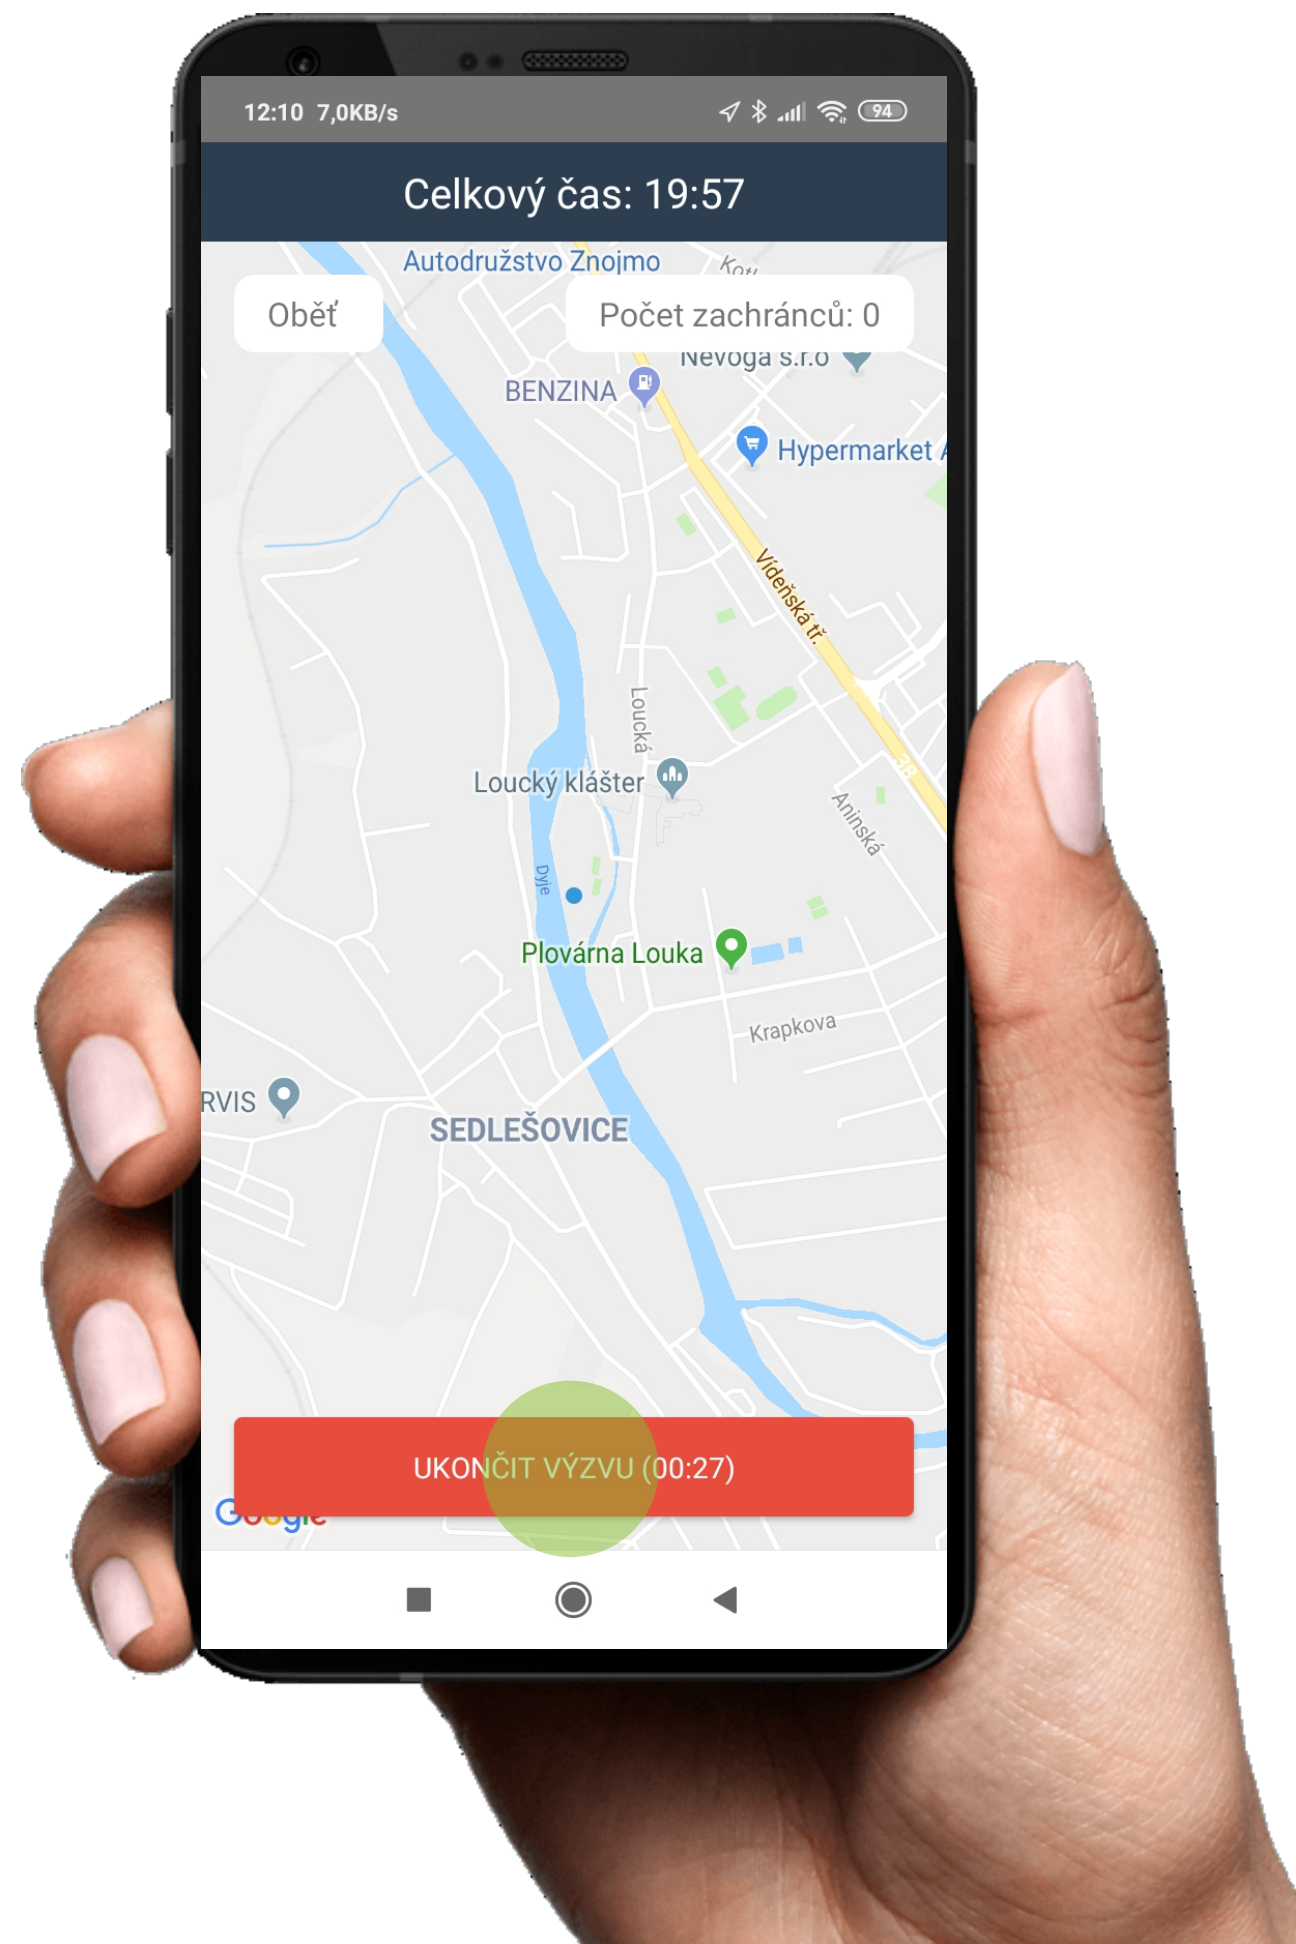 12:10 7,0KB/s
94
Celkový čas: 19:57
Autodružstvo Znojmo
Oběť
Počet zachránců: 0
Nevoga s.r.o
BENZINA
Hypermarket
Vídeňská tř.
Loucká
38
Loucký klášter
Aninská
Dyje
Plovárna Louka
Krapkova
RVIS
SEDLEŠOVICE
UKONČIT VÝZVU (00:27)
Google